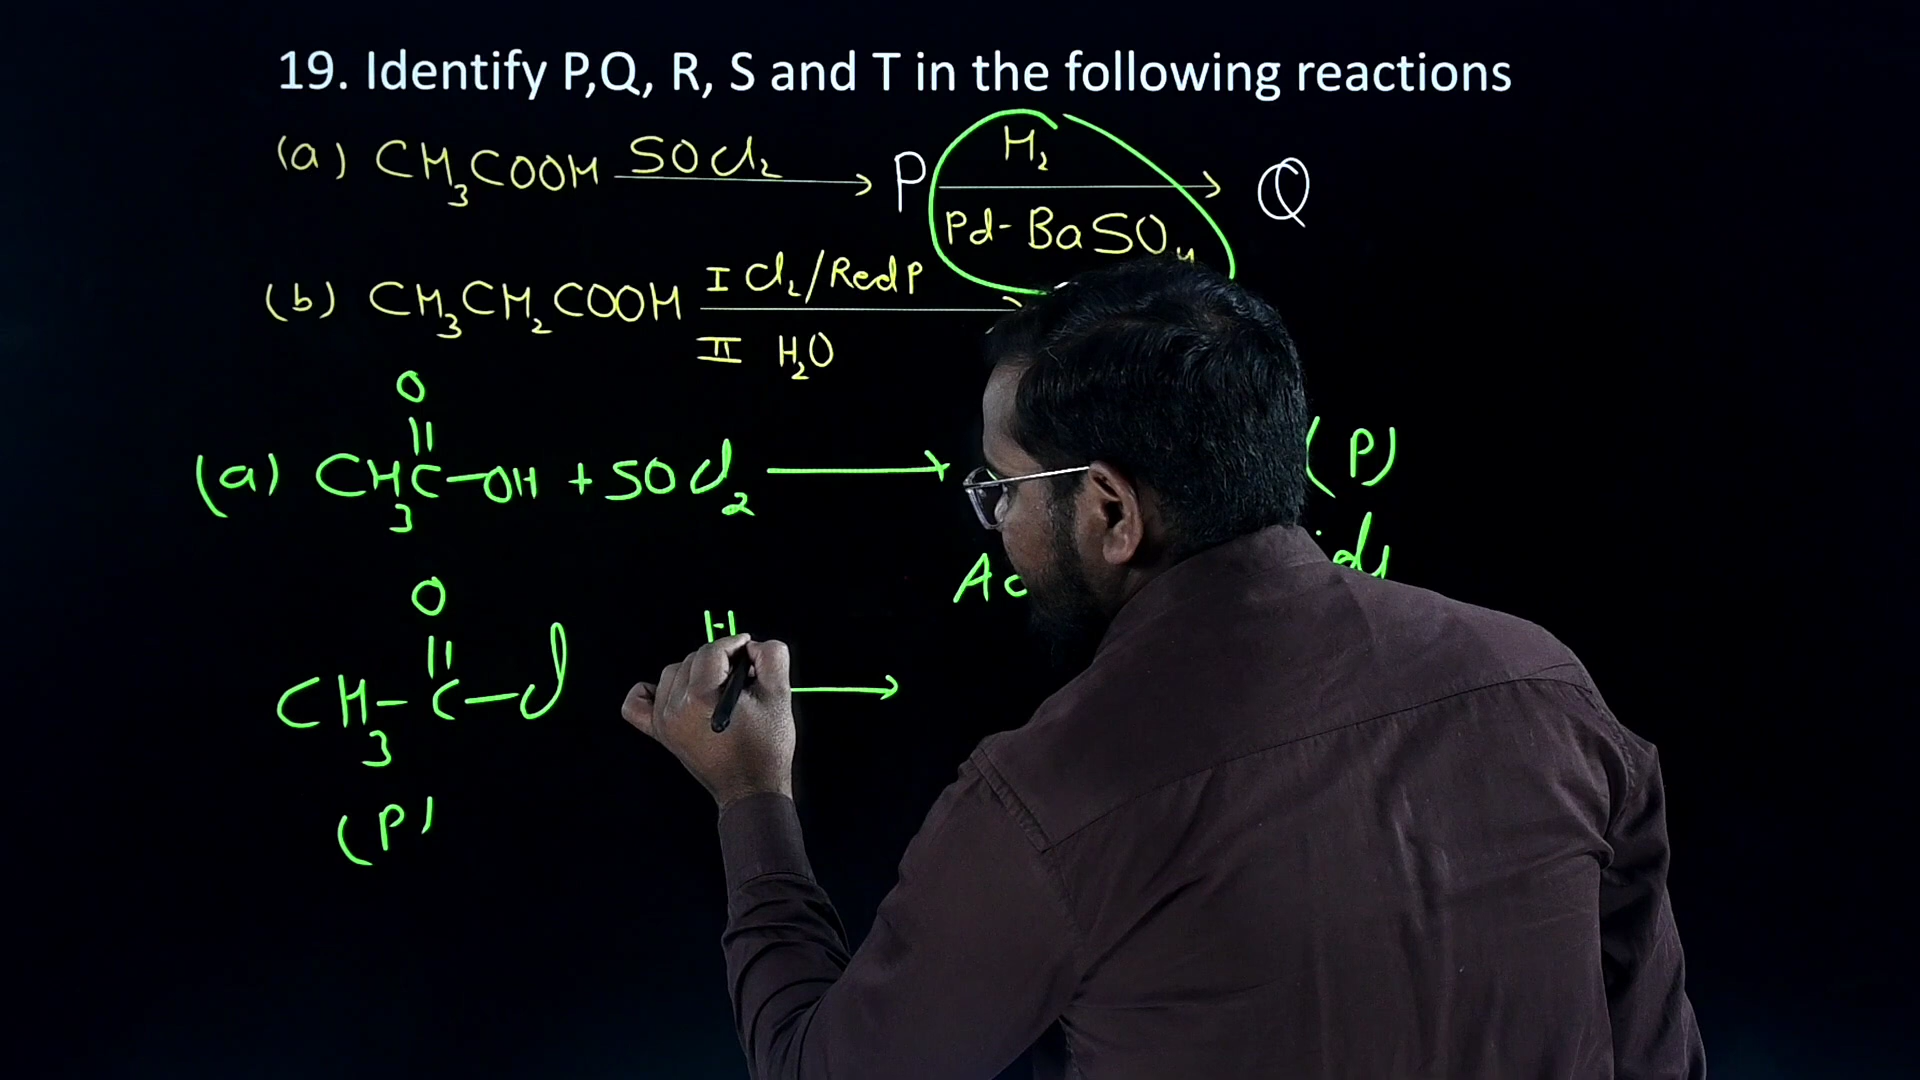 19. Identify P,Q, R, S and T in the following reactions
(a) CH₃COOH SOCl₂ → P H₂ Pd-BaSO₄ → Q
(b) CH₃CH₂COOH I Cl₂/Red P II H₂O →
O
(a) CH₃C-OH + SOCl₂ → (P)
O
H
CH₃-C-Cl →
(P)